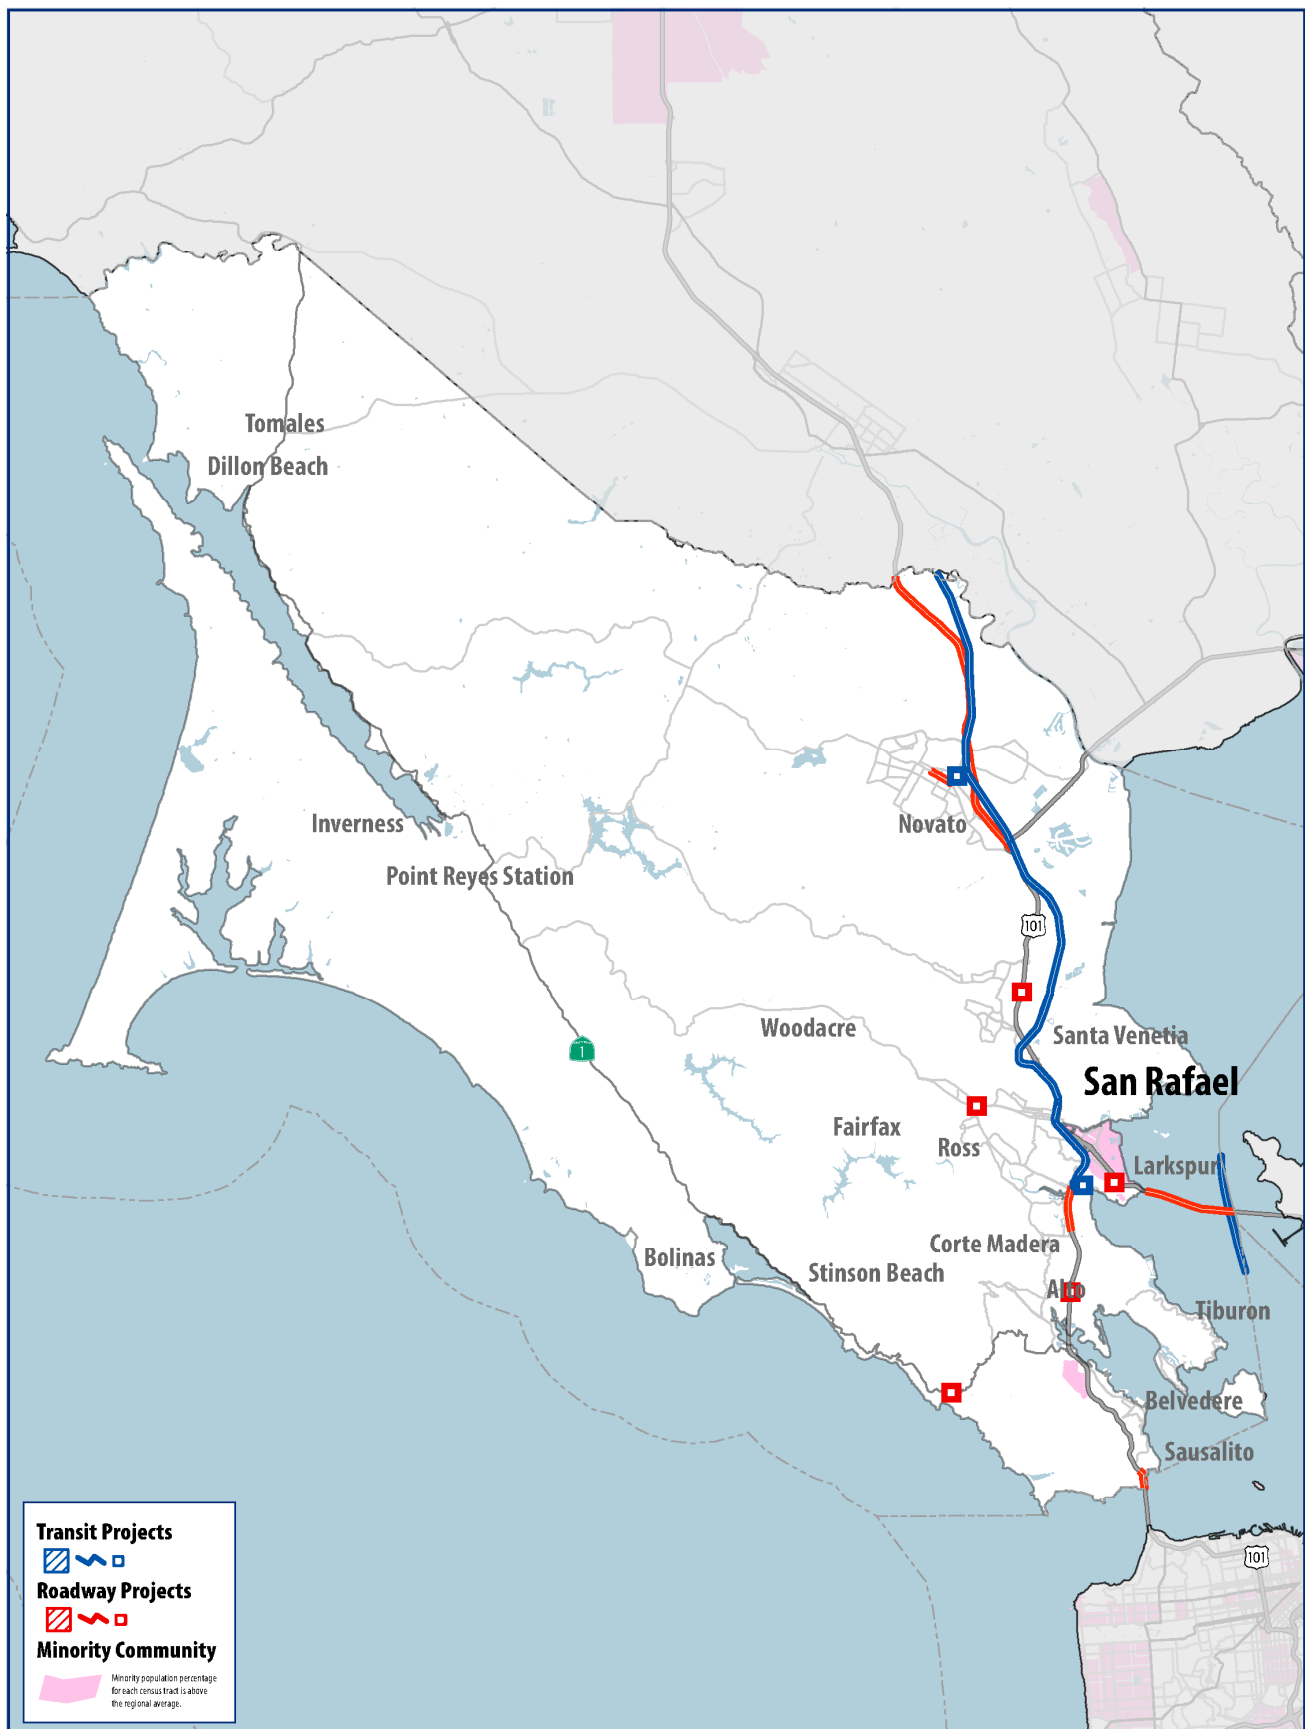 Tomales
Dillon Beach
Inverness
Novato
Point Reyes Station
101
Woodacre
Santa Venetia
1
San Rafael
Fairfax
Ross
Larkspur
Corte Madera
Bolinas
Stinson Beach
Alto
Tiburon
Belvedere
Sausalito
101
Transit Projects
Roadway Projects
Minority Community
Minority population percentage
for each census tract is above
the regional average.